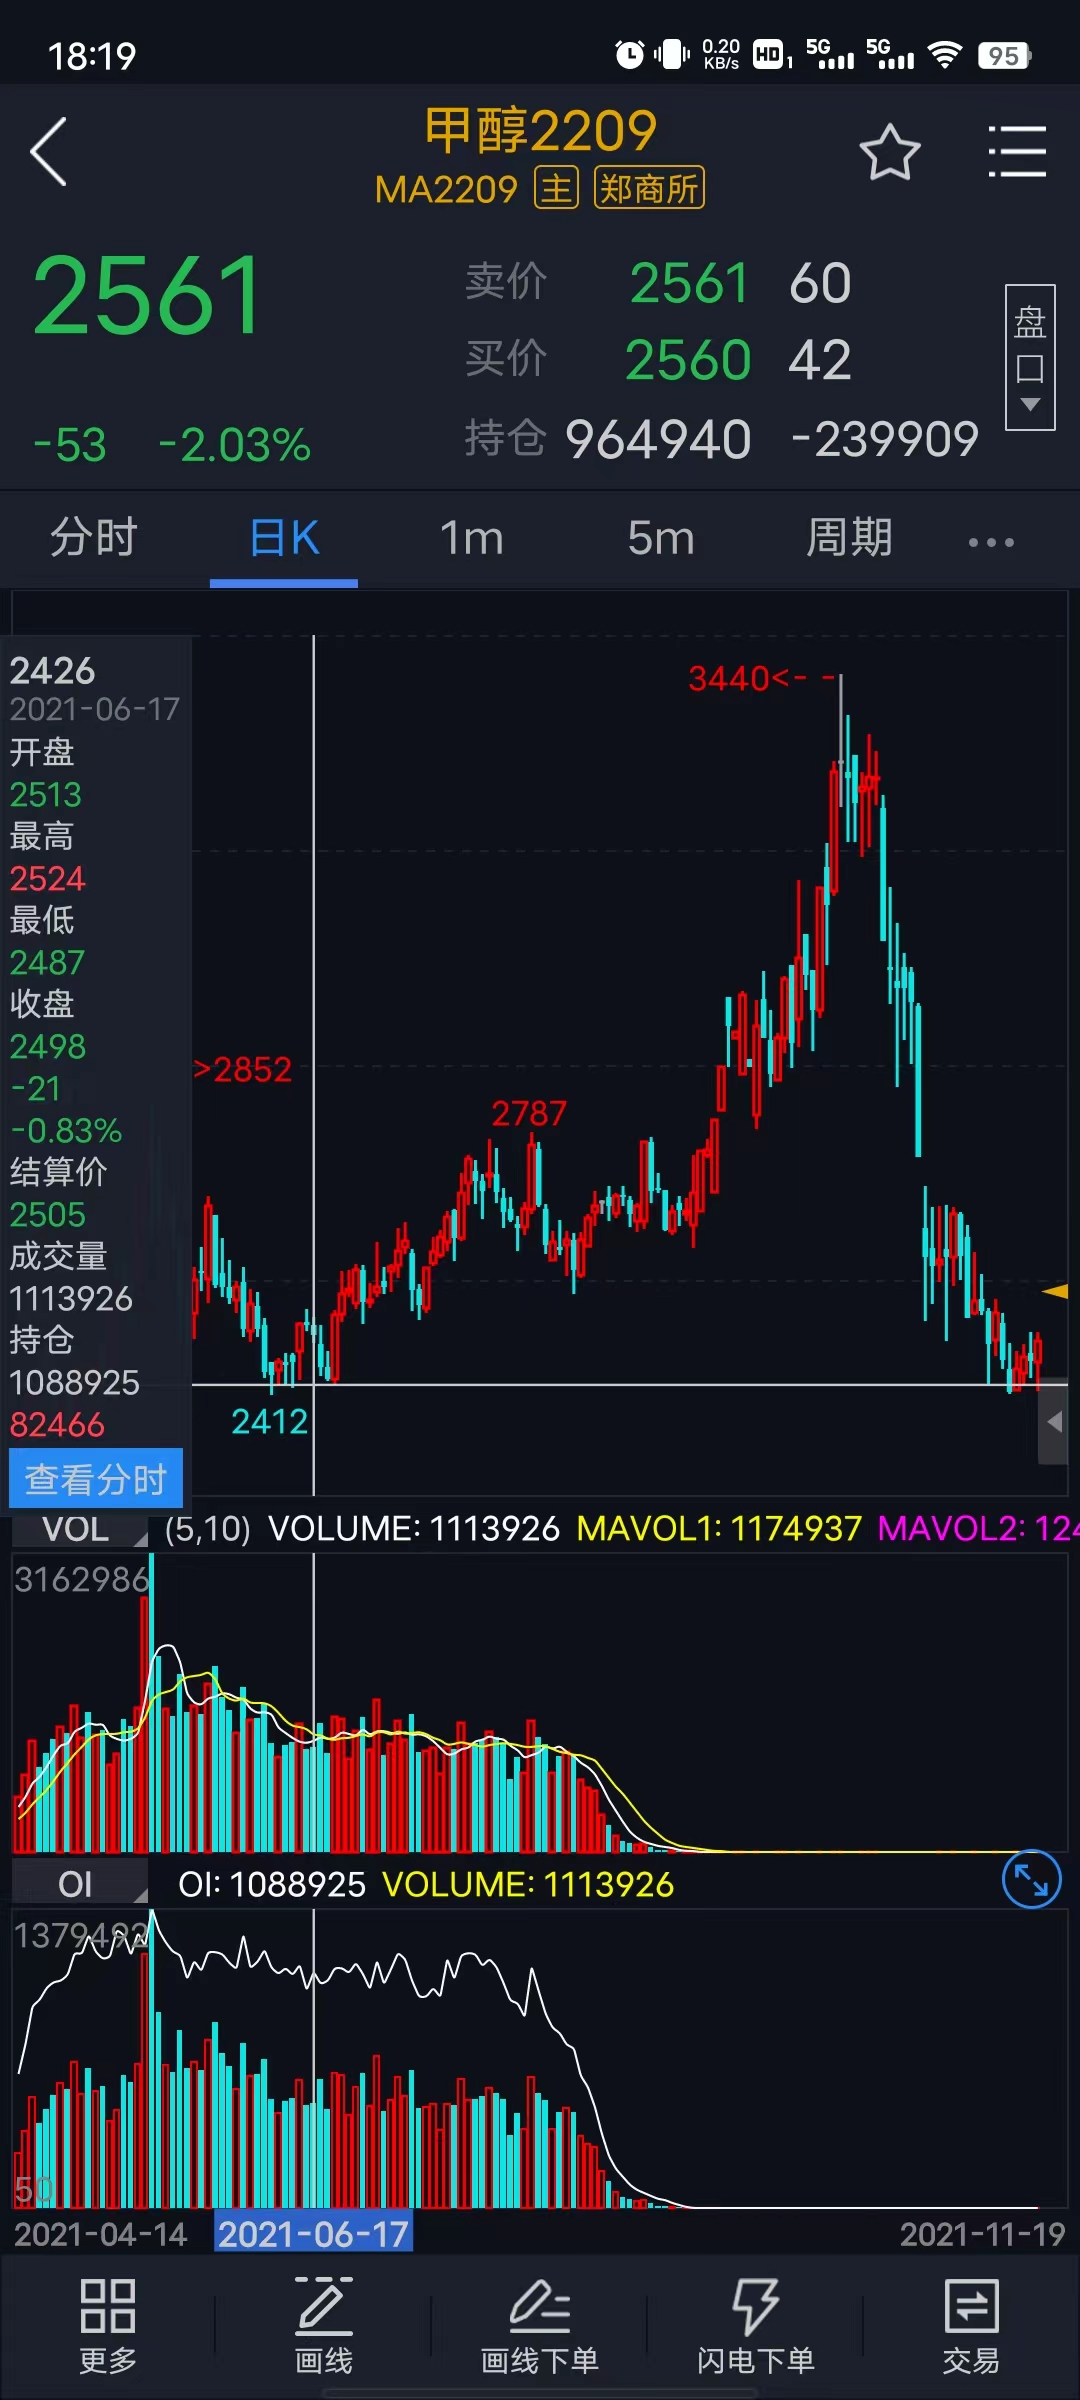 18:19
0.20 KB/s HD 1 5G 5G 95
甲醇2209
MA2209 主 郑商所
2561
卖价 2561 60
买价 2560 42
盘口
-53 -2.03%
持仓 964940 -239909
分时 日K 1m 5m 周期
2426
2021-06-17
开盘
2513
最高
2524
最低
2487
收盘
2498
-21
-0.83%
结算价
2505
成交量
1113926
持仓
1088925
82466
查看分时
3440<--
>2852
2787
2412
VOL (5,10) VOLUME: 1113926 MAVOL1: 1174937 MAVOL2: 124
3162986
OI OI: 1088925 VOLUME: 1113926
1379492
50
2021-04-14 2021-06-17 2021-11-19
更多 画线 画线下单 闪电下单 交易